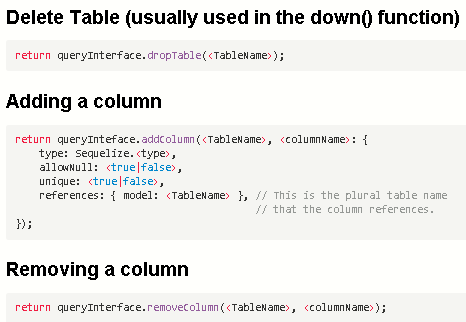 Delete Table (usually used in the down() function)
return queryInterface.dropTable(<TableName>);
Adding a column
return queryInteface.addColumn(<TableName>, <columnName>: {
    type: Sequelize.<type>,
    allowNull: <true|false>,
    unique: <true|false>,
    references: { model: <TableName> }, // This is the plural table name
                                        // that the column references.
});
Removing a column
return queryInterface.removeColumn(<TableName>, <columnName>);